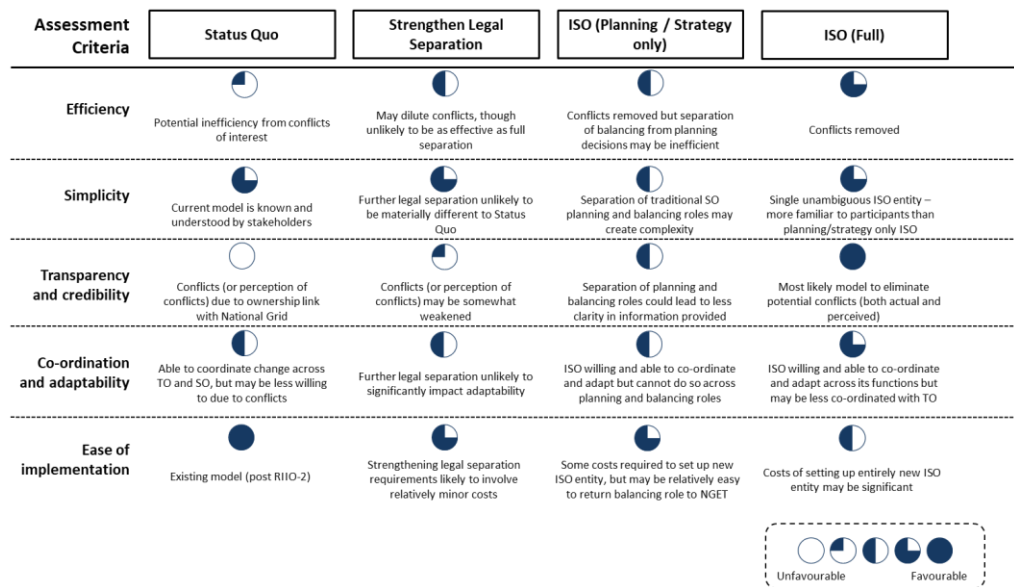 Assessment
Criteria
Status Quo
Strengthen Legal
Separation
ISO (Planning / Strategy
only)
ISO (Full)
Efficiency
Potential inefficiency from conflicts
of interest
May dilute conflicts, though
unlikely to be as effective as full
separation
Conflicts removed but separation
of balancing from planning
decisions may be inefficient
Conflicts removed
Simplicity
Current model is known and
understood by stakeholders
Further legal separation unlikely to
be materially different to Status
Quo
Separation of traditional SO
planning and balancing roles may
create complexity
Single unambiguous ISO entity –
more familiar to participants than
planning/strategy only ISO
Transparency
and credibility
Conflicts (or perception of
conflicts) due to ownership link
with National Grid
Conflicts (or perception of
conflicts) may be somewhat
weakened
Separation of planning and
balancing roles could lead to less
clarity in information provided
Most likely model to eliminate
potential conflicts (both actual and
perceived)
Co-ordination
and adaptability
Able to coordinate change across
TO and SO, but may be less willing
to due to conflicts
Further legal separation unlikely to
significantly impact adaptability
ISO willing and able to co-ordinate
and adapt but cannot do so across
planning and balancing roles
ISO willing and able to co-ordinate
and adapt across its functions but
may be less co-ordinated with TO
Ease of
implementation
Existing model (post RIIO-2)
Strengthening legal separation
requirements likely to involve
relatively minor costs
Some costs required to set up new
ISO entity, but may be relatively easy
to return balancing role to NGET
Costs of setting up entirely new ISO
entity may be significant
Unfavourable
Favourable